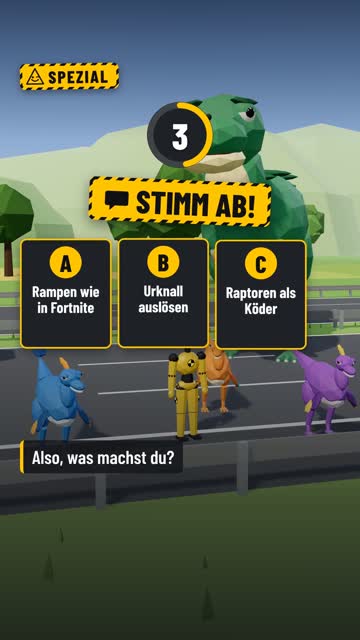 SPEZIAL
3
STIMM AB!
A
Rampen wie
in Fortnite
B
Urknall
auslösen
C
Raptoren als
Köder
Also, was machst du?